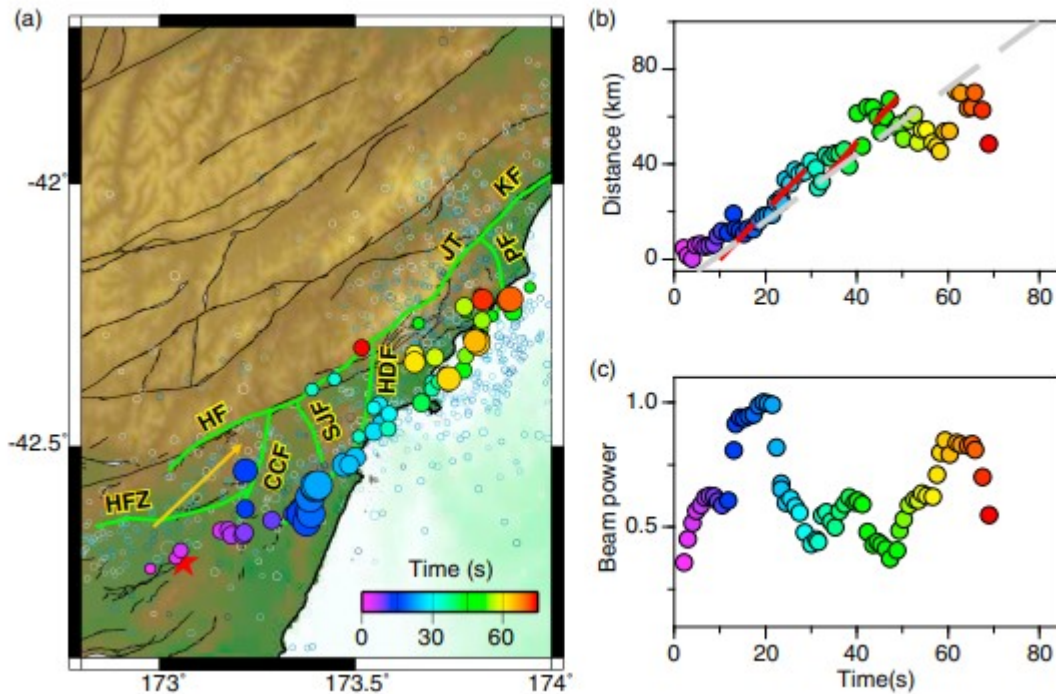 (a)
-42°
-42.5°
173°
173.5°
174°
KF
JT
PF
HDF
HF
SJF
CCF
HFZ
Time (s)
0
30
60
(b)
Distance (km)
80
40
0
0
20
40
60
80
(c)
Beam power
1.0
0.5
0
20
40
60
80
Time(s)